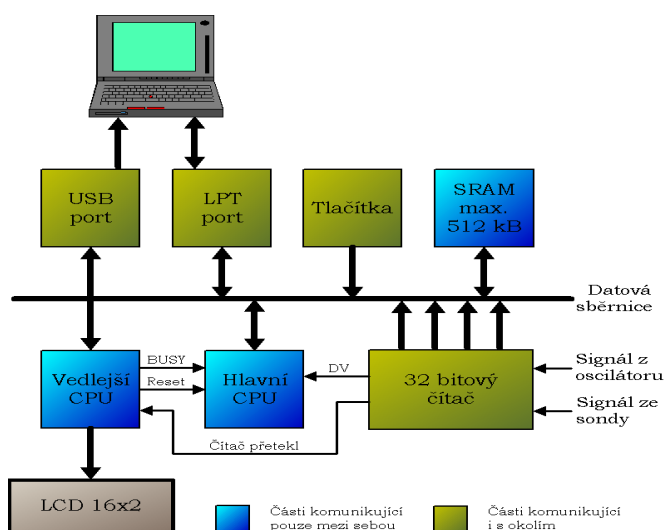 USB
port
LPT
port
Tlačítka
SRAM
max.
512 kB
Datová
sběrnice
Vedlejší
CPU
BUSY
Reset
Hlavní
CPU
DV
32 bitový
čítač
Signál z
oscilátoru
Signál ze
sondy
Čítač přetekl
LCD 16x2
Části komunikující
pouze mezi sebou
Části komunikující
i s okolím